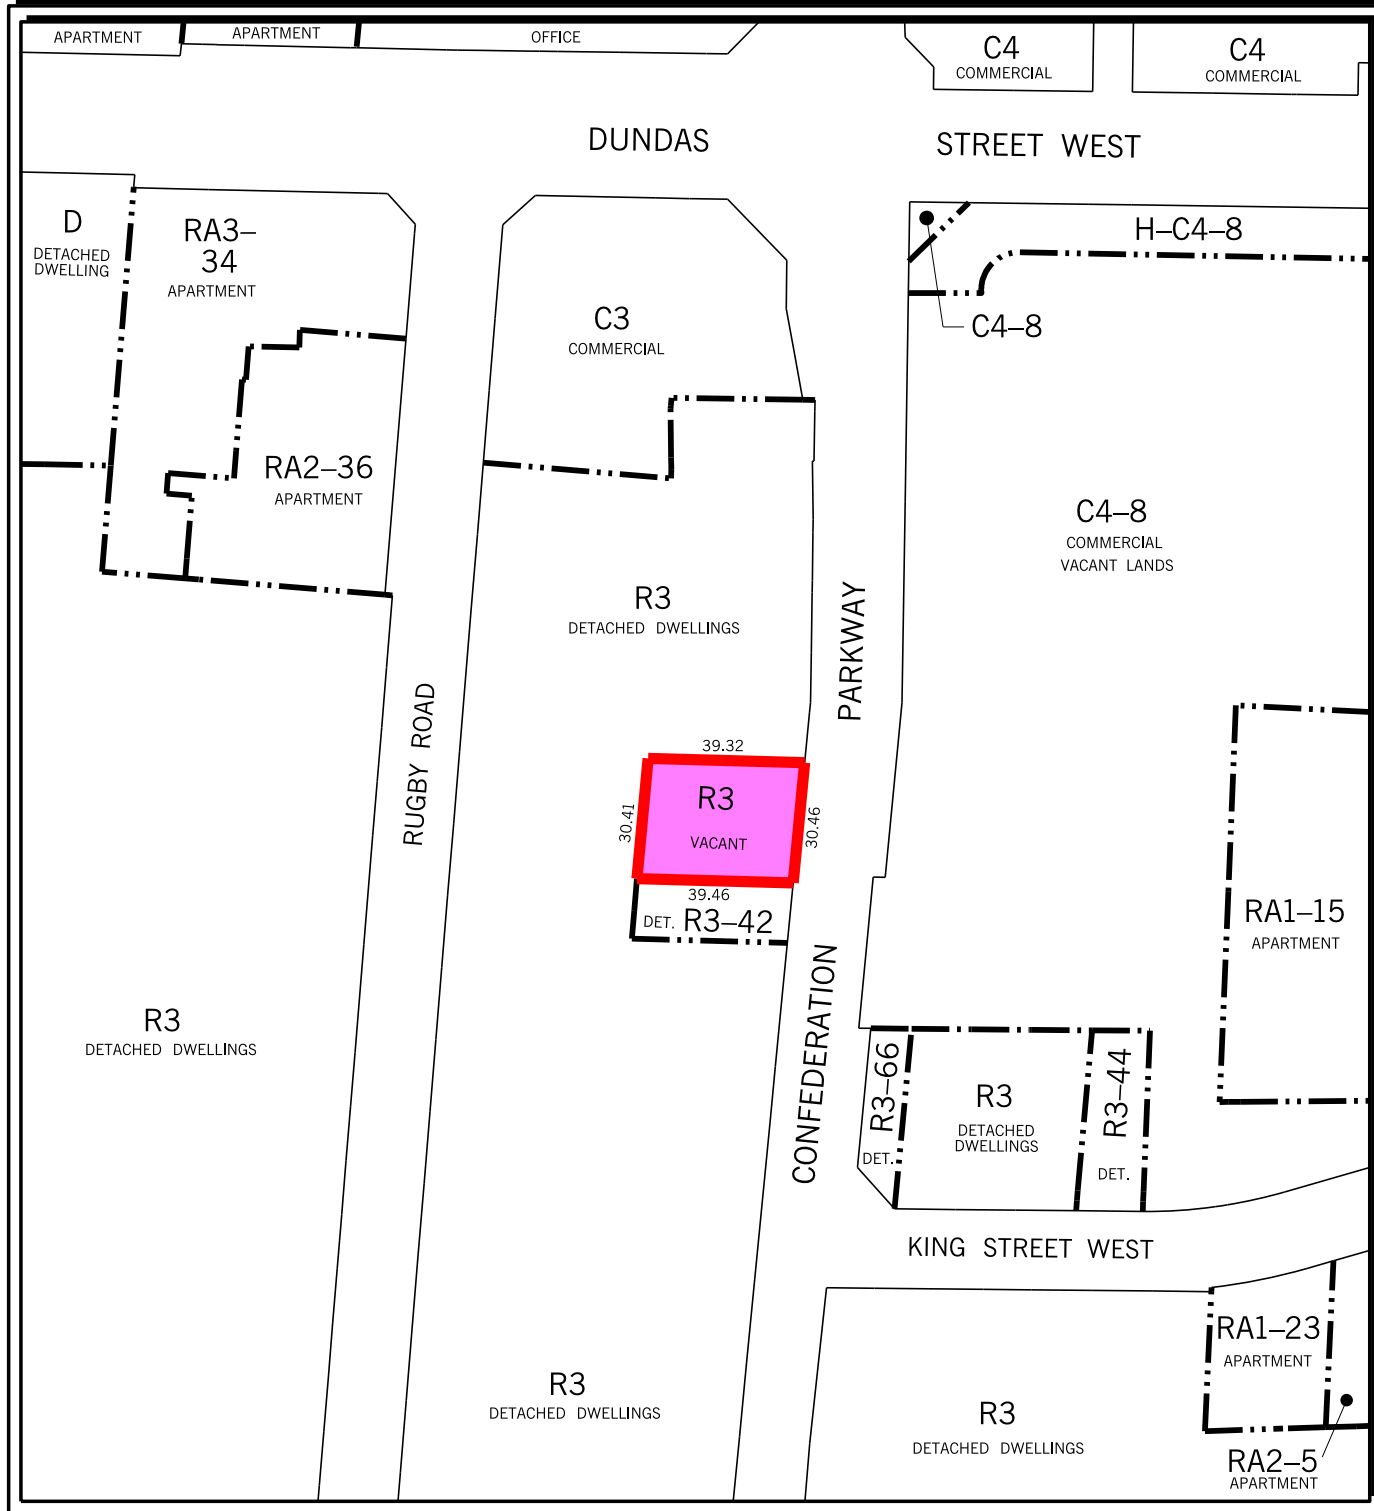 APARTMENT
APARTMENT
OFFICE
C4
COMMERCIAL
C4
COMMERCIAL
DUNDAS STREET WEST
D
DETACHED
DWELLING
RA3–
34
APARTMENT
H–C4–8
C4–8
C3
COMMERCIAL
RA2–36
APARTMENT
C4–8
COMMERCIAL
VACANT LANDS
R3
DETACHED DWELLINGS
PARKWAY
RUGBY ROAD
39.32
30.41
R3
VACANT
30.46
39.46
DET. R3–42
RA1–15
APARTMENT
CONFEDERATION
R3
DETACHED DWELLINGS
R3–66
DET.
R3
DETACHED
DWELLINGS
R3–44
DET.
KING STREET WEST
RA1–23
APARTMENT
R3
DETACHED DWELLINGS
R3
DETACHED DWELLINGS
RA2–5
APARTMENT